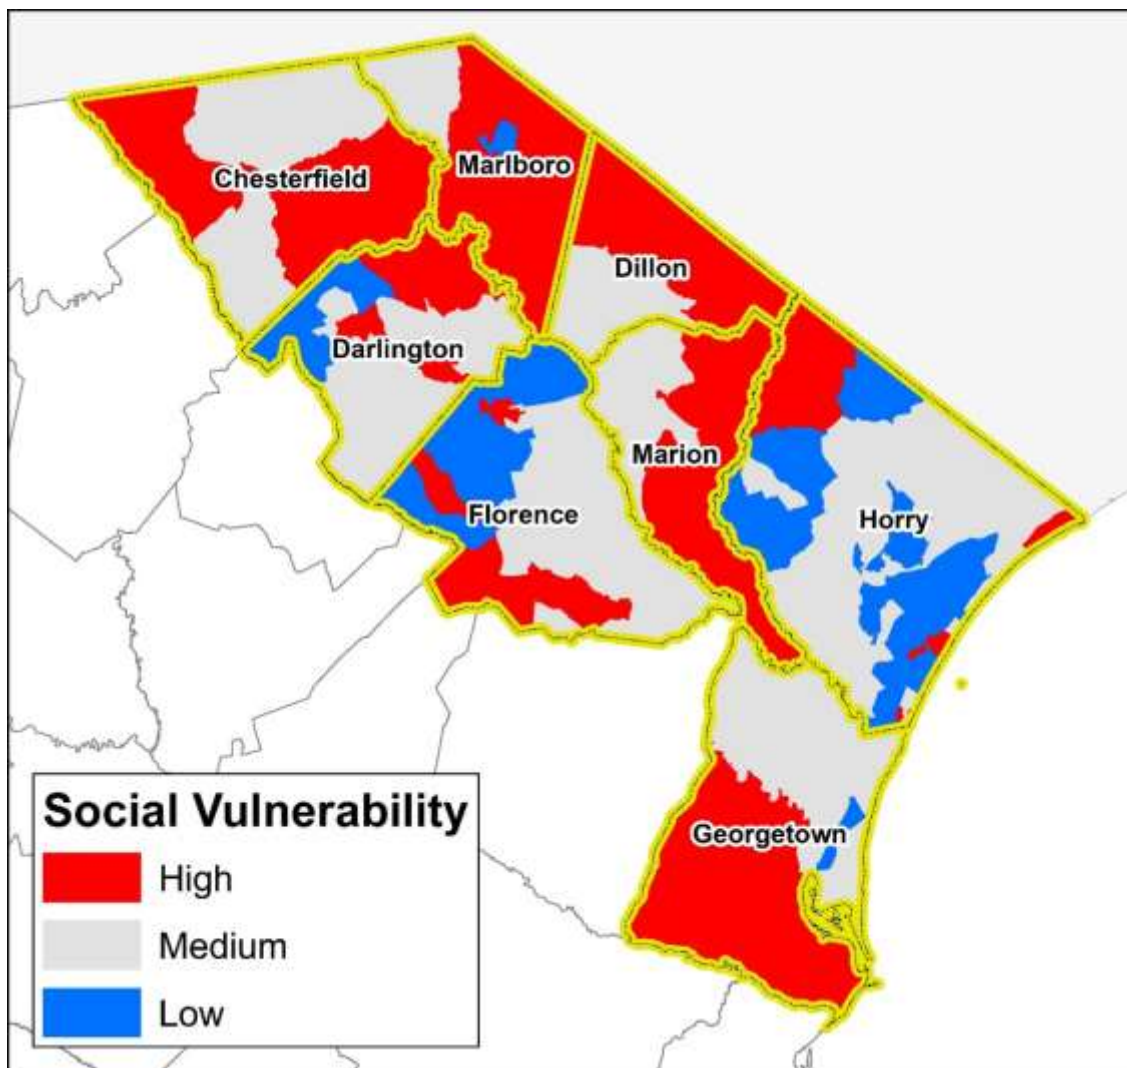 Chesterfield
Marlboro
Dillon
Darlington
Marion
Florence
Horry
Georgetown
Social Vulnerability
High
Medium
Low